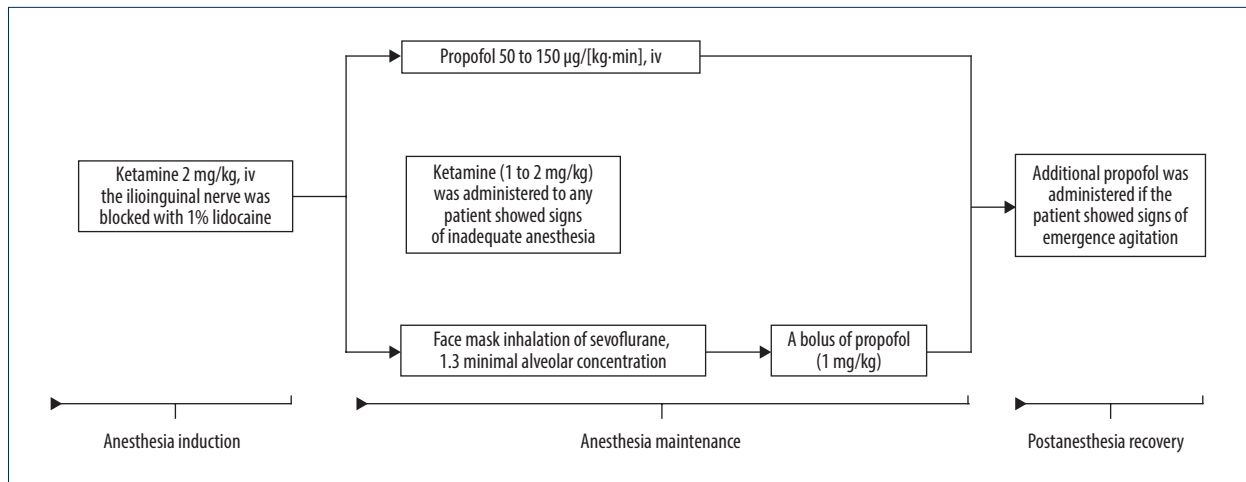 Propofol 50 to 150 µg/[kg·min], iv
Ketamine 2 mg/kg, iv
the ilioinguinal nerve was
blocked with 1% lidocaine
Ketamine (1 to 2 mg/kg)
was administered to any
patient showed signs
of inadequate anesthesia
Additional propofol was
administered if the
patient showed signs of
emergence agitation
Face mask inhalation of sevoflurane,
1.3 minimal alveolar concentration
A bolus of propofol
(1 mg/kg)
Anesthesia induction
Anesthesia maintenance
Postanesthesia recovery